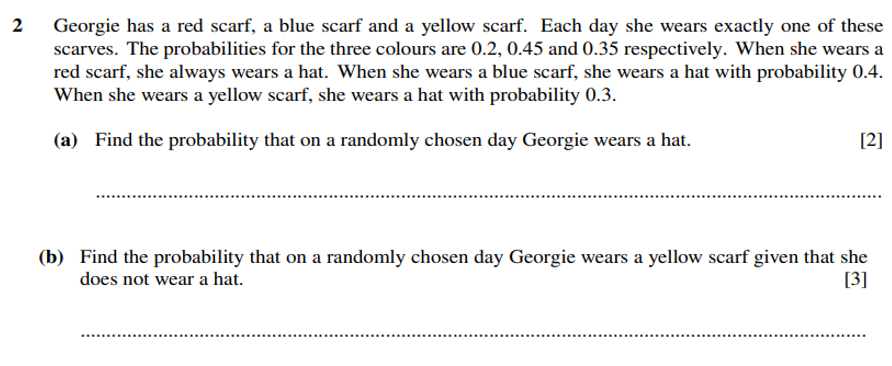 2 Georgie has a red scarf, a blue scarf and a yellow scarf. Each day she wears exactly one of these
scarves. The probabilities for the three colours are 0.2, 0.45 and 0.35 respectively. When she wears a
red scarf, she always wears a hat. When she wears a blue scarf, she wears a hat with probability 0.4.
When she wears a yellow scarf, she wears a hat with probability 0.3.
(a) Find the probability that on a randomly chosen day Georgie wears a hat. [2]
(b) Find the probability that on a randomly chosen day Georgie wears a yellow scarf given that she
does not wear a hat. [3]